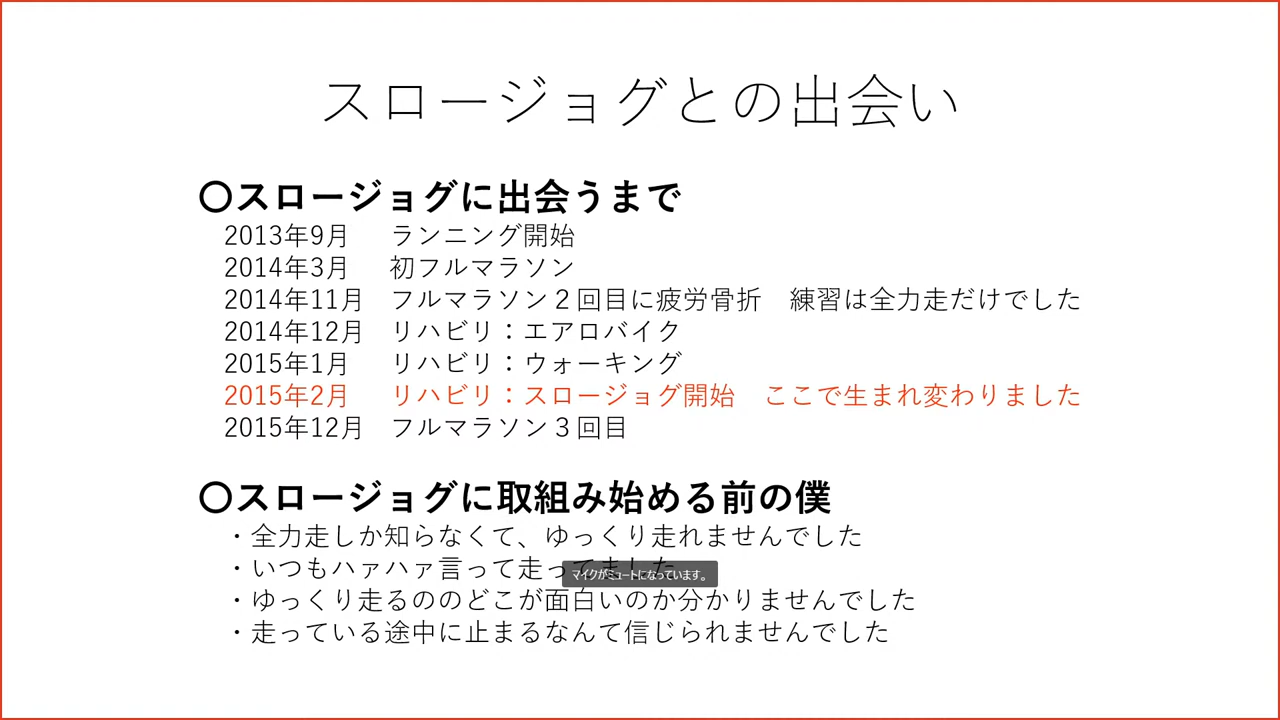 スロージョグとの出会い
〇スロージョグに出会うまで
2013年9月　ランニング開始
2014年3月　初フルマラソン
2014年11月　フルマラソン２回目に疲労骨折　練習は全力走だけでした
2014年12月　リハビリ：エアロバイク
2015年1月　リハビリ：ウォーキング
2015年2月　リハビリ：スロージョグ開始　ここで生まれ変わりました
2015年12月　フルマラソン３回目
〇スロージョグに取組み始める前の僕
・全力走しか知らなくて、ゆっくり走れませんでした
・いつもハァハァ言って走ってました
マイクがミュートになっています。
・ゆっくり走るののどこが面白いのか分かりませんでした
・走っている途中に止まるなんて信じられませんでした